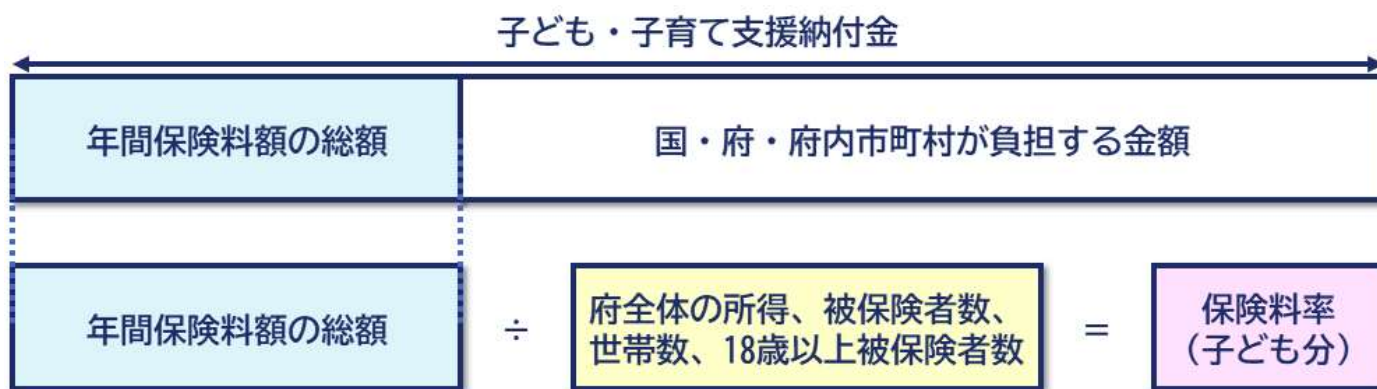 子ども・子育て支援納付金
年間保険料額の総額
国・府・府内市町村が負担する金額
年間保険料額の総額
÷
府全体の所得、被保険者数、
世帯数、18歳以上被保険者数
=
保険料率
（子ども分）